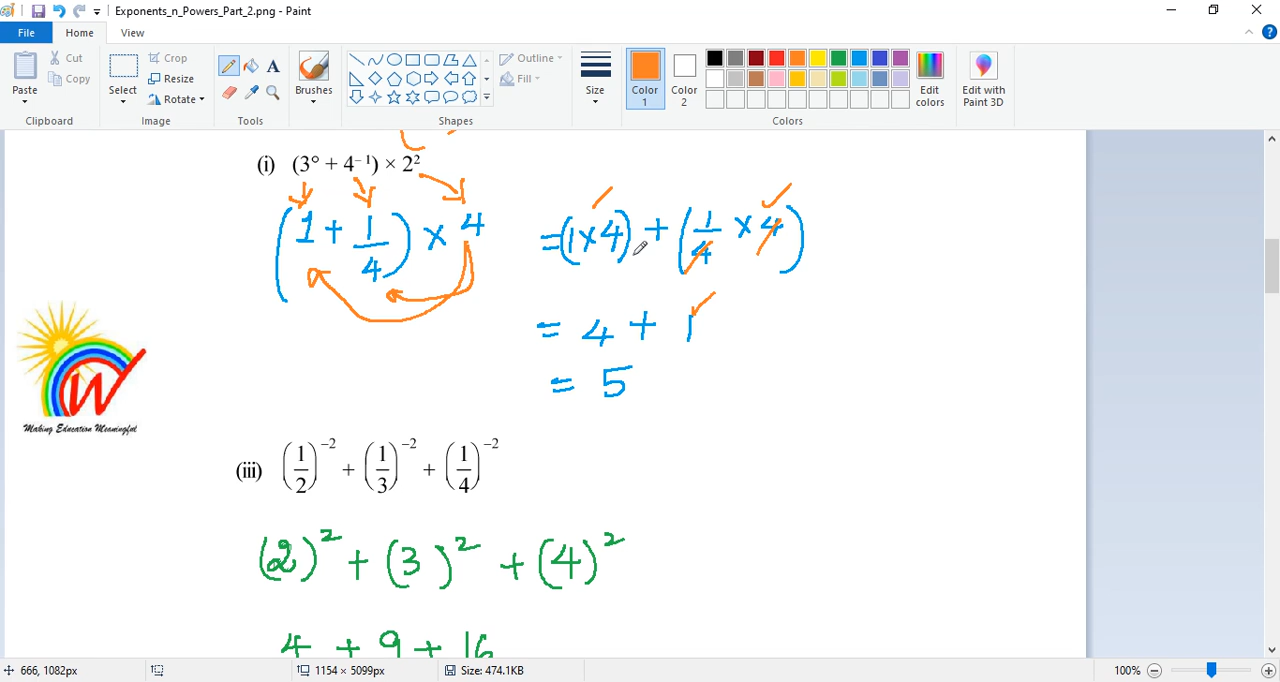 Exponents_n_Powers_Part_2.png - Paint
File Home View
Paste Cut Copy
Select Crop Resize Rotate
A
Brushes
Outline Fill
Size
Color 1 Color 2
Edit colors
Edit with Paint 3D
Clipboard Image Tools Shapes Colors
(i) (3° + 4⁻¹) × 2²
(1 + 1/4) × 4 = (1 × 4) + (1/4 × 4)
= 4 + 1
= 5
W
Making Education Meaningful
(iii) (1/2)⁻² + (1/3)⁻² + (1/4)⁻²
(2)² + (3)² + (4)²
4 + 9 + 16
666, 1082px 1154 × 5099px Size: 474.1KB 100%